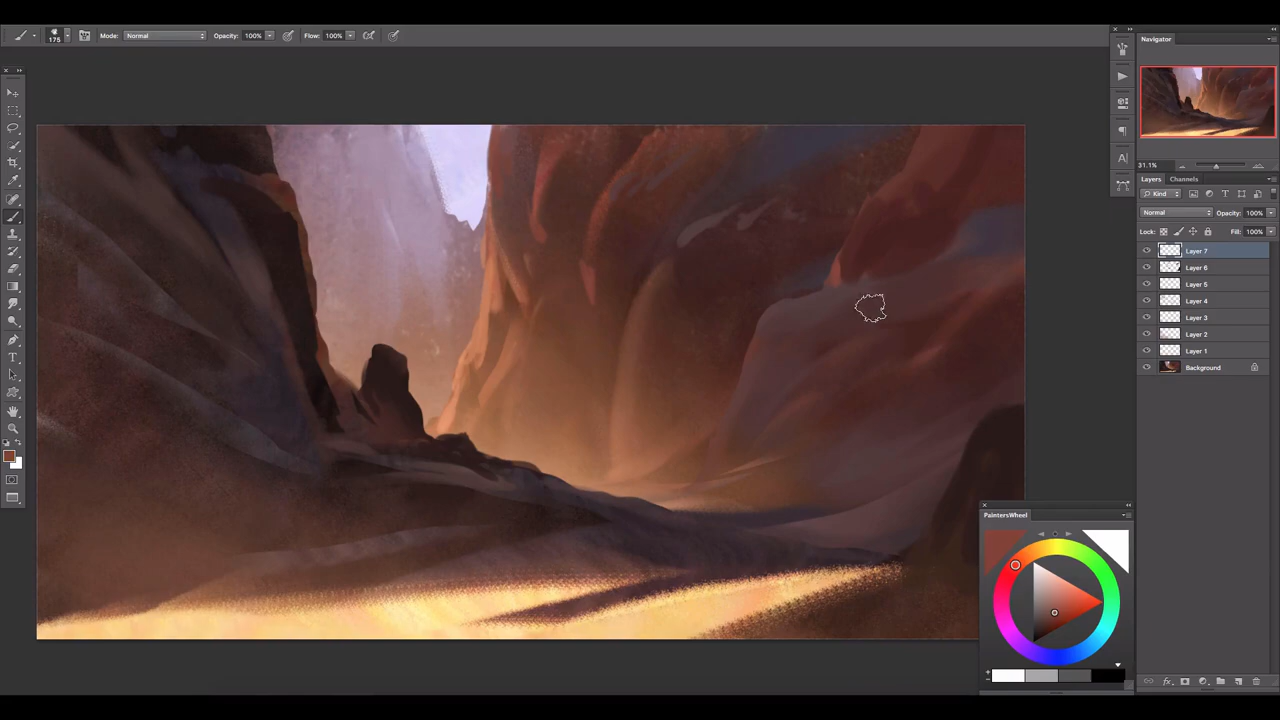 175 Mode: Normal Opacity: 100% Flow: 100%
Navigator
31.1%
Layers Channels
Kind
Normal Opacity: 100%
Lock: Fill: 100%
Layer 7
Layer 6
Layer 5
Layer 4
Layer 3
Layer 2
Layer 1
Background
PaintersWheel